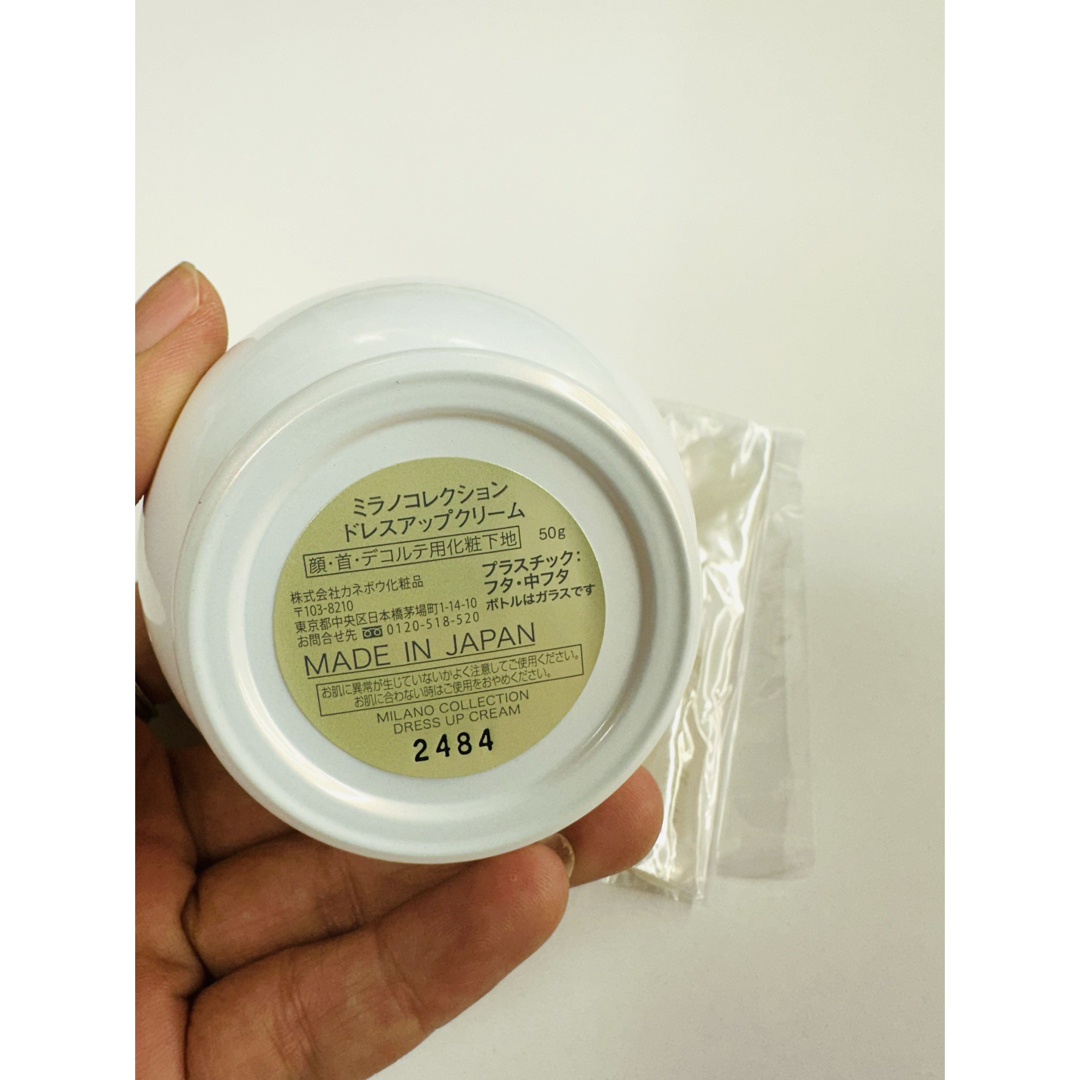 ミラノコレクション
ドレスアップクリーム
顔・首・デコルテ用化粧下地 50g
株式会社カネボウ化粧品
〒103-8210
東京都中央区日本橋茅場町1-14-10
お問合せ先 0120-518-520
プラスチック:
フタ・中フタ
ボトルはガラスです
MADE IN JAPAN
お肌に異常が生じていないかよく注意してご使用ください。
お肌に合わない時はご使用をおやめください。
MILANO COLLECTION
DRESS UP CREAM
2484